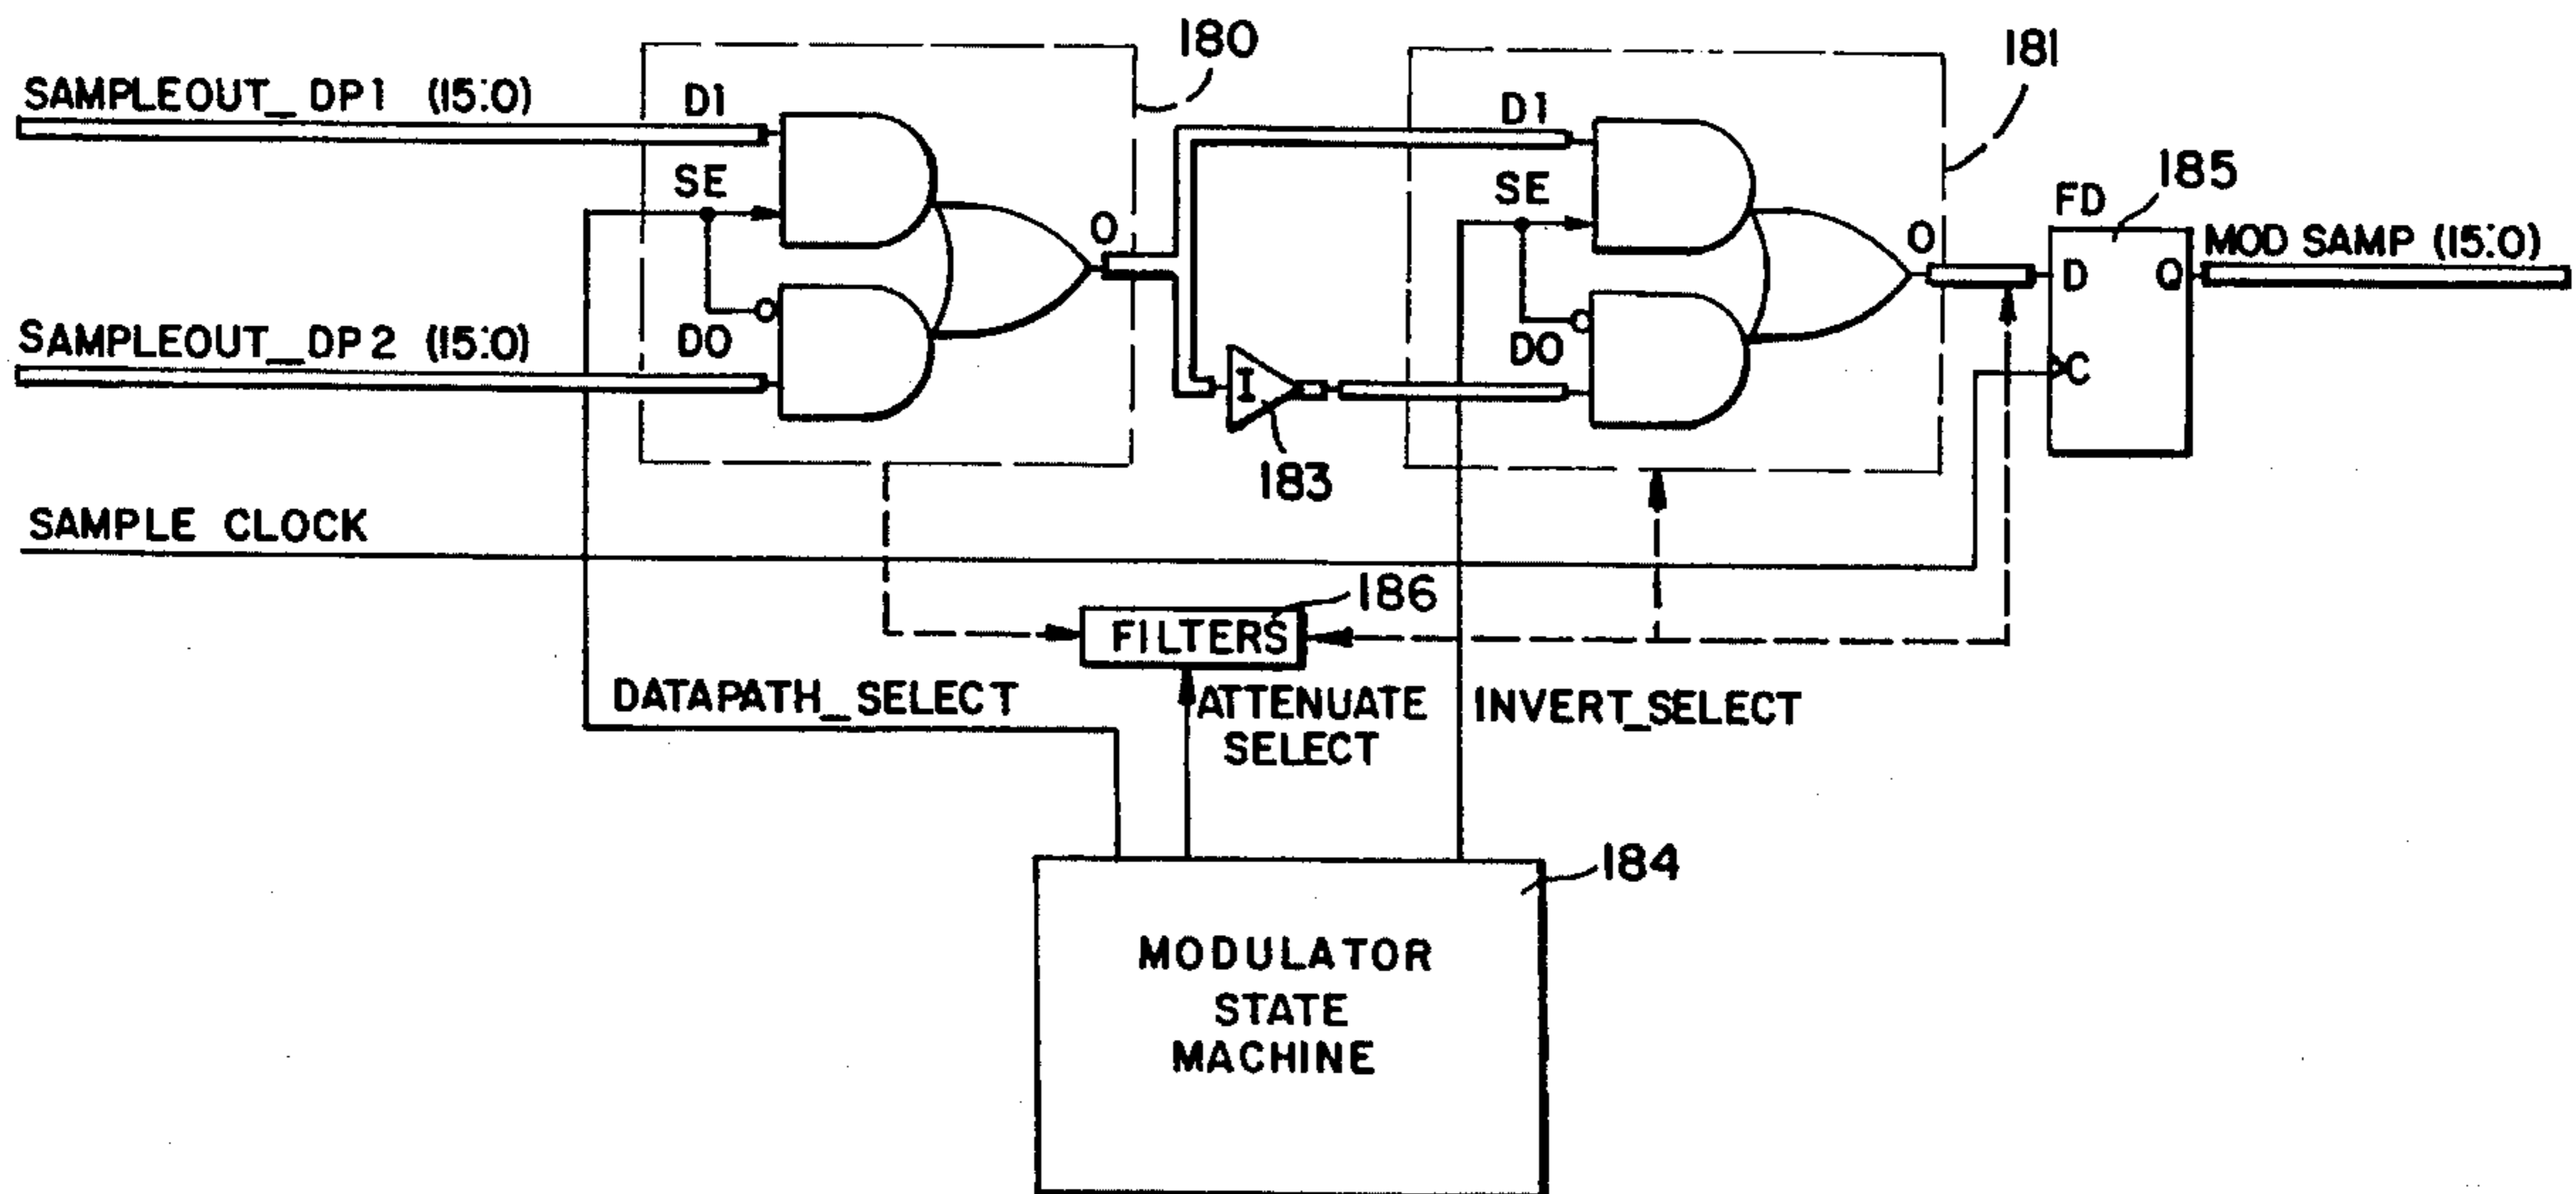 180
181
SAMPLEOUT_DP1 (15:0)
D1
D1
185
SE
SE
FD
O
O
MOD SAMP (15:0)
D
Q
SAMPLEOUT_DP2 (15:0)
DO
DO
I
C
183
SAMPLE CLOCK
186
FILTERS
DATAPATH_SELECT
ATTENUATE
SELECT
INVERT_SELECT
184
MODULATOR
STATE
MACHINE